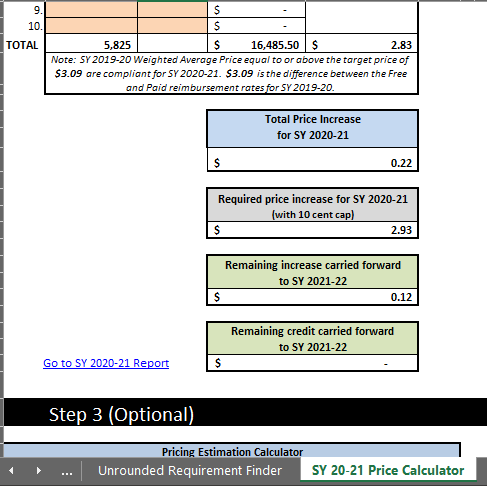 9. $ -
10. $ -
TOTAL 5,825 $ 16,485.50 $ 2.83
Note: SY 2019-20 Weighted Average Price equal to or above the target price of
$3.09 are compliant for SY 2020-21. $3.09 is the difference between the Free
and Paid reimbursement rates for SY 2019-20.
Total Price Increase
for SY 2020-21
$ 0.22
Required price increase for SY 2020-21
(with 10 cent cap)
$ 2.93
Remaining increase carried forward
to SY 2021-22
$ 0.12
Remaining credit carried forward
to SY 2021-22
Go to SY 2020-21 Report $ -
Step 3 (Optional)
Pricing Estimation Calculator
... Unrounded Requirement Finder SY 20-21 Price Calculator